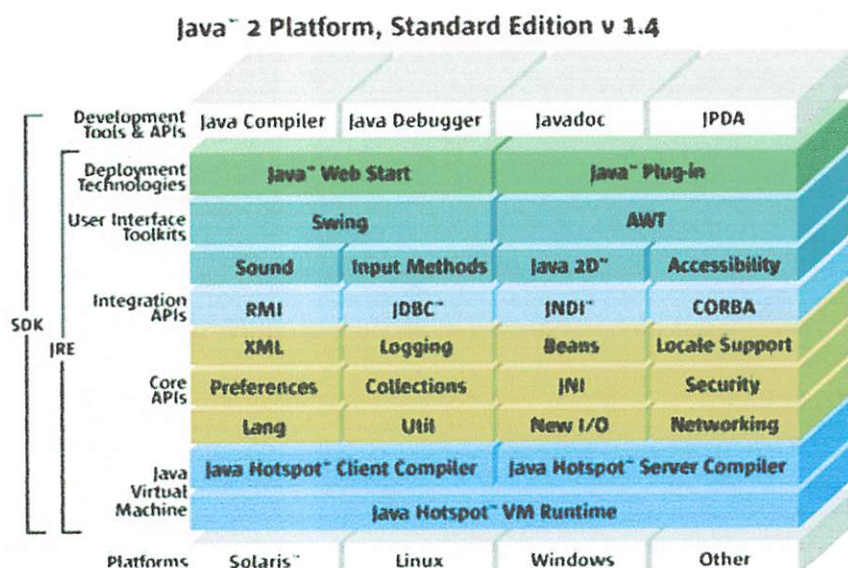 Java™ 2 Platform, Standard Edition v 1.4
Development Tools & APIs
Java Compiler Java Debugger Javadoc JPDA
Deployment Technologies
Java™ Web Start Java™ Plug-in
User Interface Toolkits
Swing AWT
Sound Input Methods Java 2D™ Accessibility
Integration APIs
RMI JDBC™ JNDI™ CORBA
SDK
JRE
XML Logging Beans Locale Support
Core APIs
Preferences Collections JNI Security
Lang Util New I/O Networking
Java Virtual Machine
Java Hotspot™ Client Compiler Java Hotspot™ Server Compiler
Java Hotspot™ VM Runtime
Platforms Solaris™ Linux Windows Other